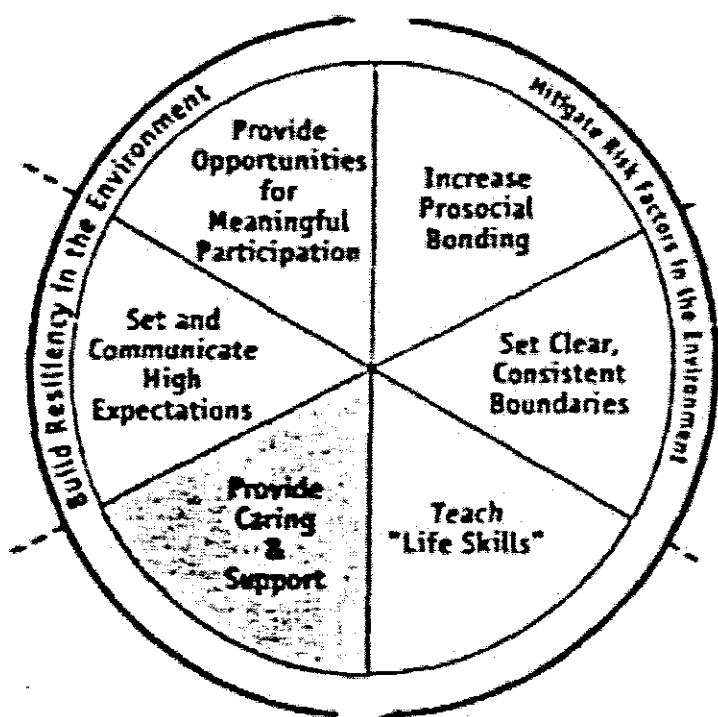 Build Resiliency in the Environment
Mitigate Risk Factors in the Environment
Provide
Opportunities
for
Meaningful
Participation
Increase
Prosocial
Bonding
Set and
Communicate
High
Expectations
Set Clear,
Consistent
Boundaries
Provide
Caring
&
Support
Teach
"Life Skills"